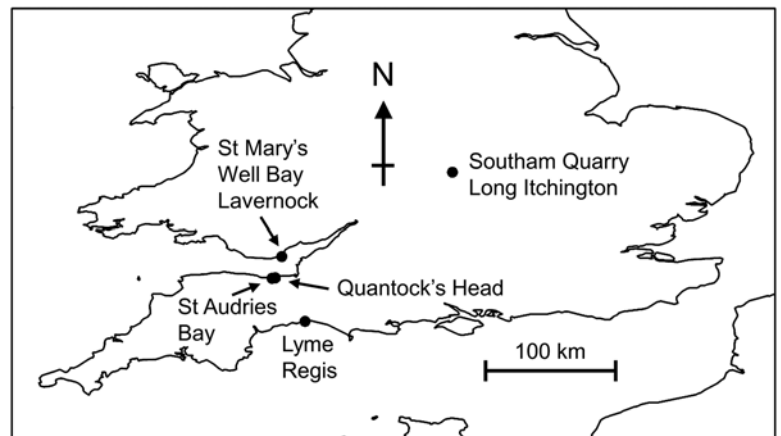 N
St Mary's
Well Bay
Lavernock
Southam Quarry
Long Itchington
Quantock's Head
St Audries
Bay
Lyme
Regis
100 km